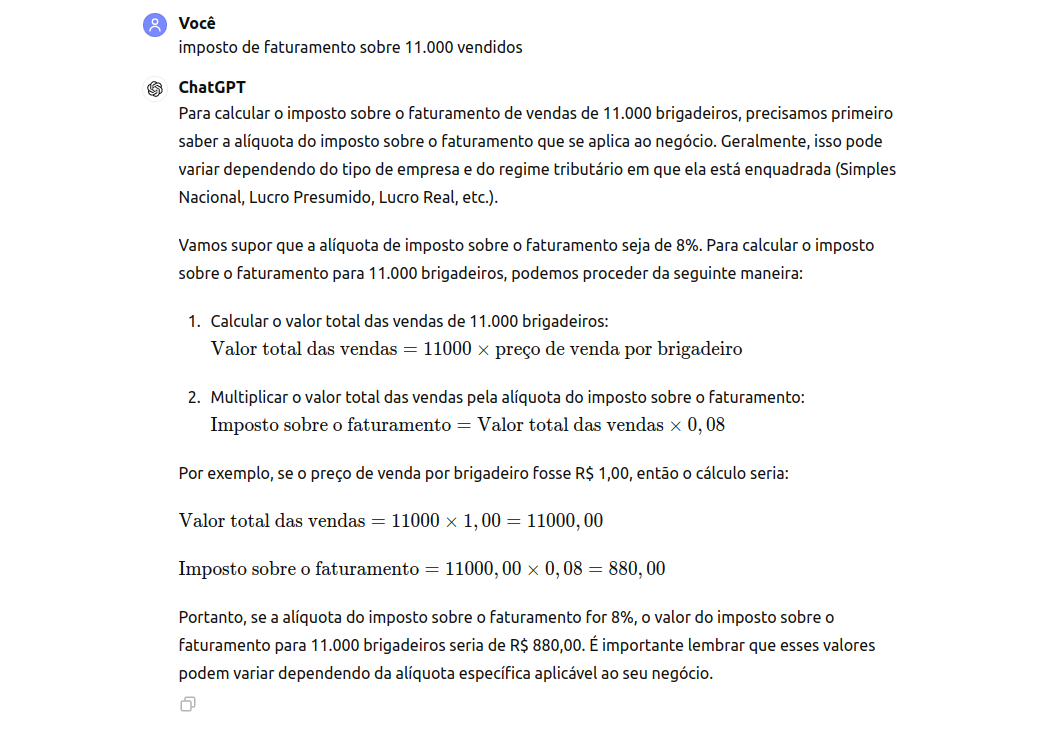 Você
imposto de faturamento sobre 11.000 vendidos
ChatGPT
Para calcular o imposto sobre o faturamento de vendas de 11.000 brigadeiros, precisamos primeiro
saber a alíquota do imposto sobre o faturamento que se aplica ao negócio. Geralmente, isso pode
variar dependendo do tipo de empresa e do regime tributário em que ela está enquadrada (Simples
Nacional, Lucro Presumido, Lucro Real, etc.).
Vamos supor que a alíquota de imposto sobre o faturamento seja de 8%. Para calcular o imposto
sobre o faturamento para 11.000 brigadeiros, podemos proceder da seguinte maneira:
1. Calcular o valor total das vendas de 11.000 brigadeiros:
Valor total das vendas = 11000 × preço de venda por brigadeiro
2. Multiplicar o valor total das vendas pela alíquota do imposto sobre o faturamento:
Imposto sobre o faturamento = Valor total das vendas × 0,08
Por exemplo, se o preço de venda por brigadeiro fosse R$ 1,00, então o cálculo seria:
Valor total das vendas = 11000 × 1,00 = 11000,00
Imposto sobre o faturamento = 11000,00 × 0,08 = 880,00
Portanto, se a alíquota do imposto sobre o faturamento for 8%, o valor do imposto sobre o
faturamento para 11.000 brigadeiros seria de R$ 880,00. É importante lembrar que esses valores
podem variar dependendo da alíquota específica aplicável ao seu negócio.